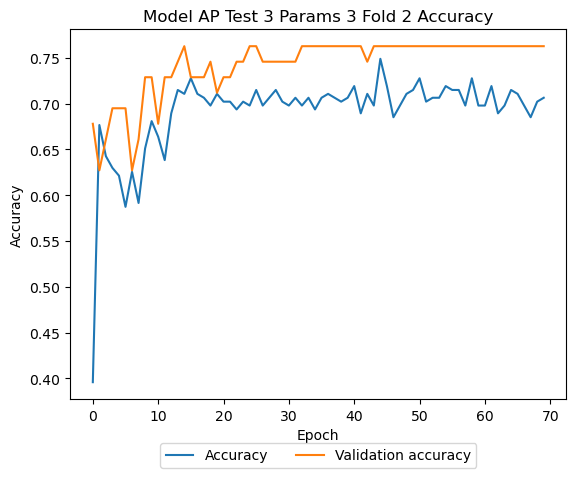 Model AP Test 3 Params 3 Fold 2 Accuracy
Accuracy
0.75
0.70
0.65
0.60
0.55
0.50
0.45
0.40
0 10 20 30 40 50 60 70
Epoch
Accuracy Validation accuracy